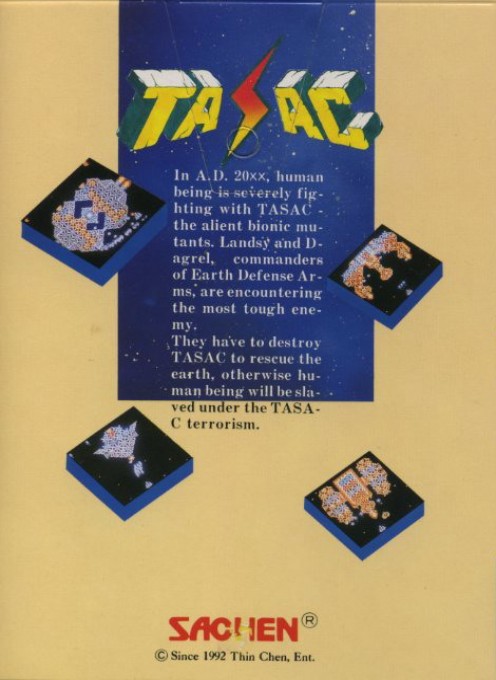 TASAC
In A.D. 20××, human
being is severely fig-
hting with TASAC -
the alient bionic mu-
tants. Landsy and D-
agrel, commanders
of Earth Defense Ar-
ms, are encountering
the most tough ene-
my.
They have to destroy
TASAC to rescue the
earth, otherwise hu-
man being will be sla-
ved under the TASA-
C terrorism.
SACHEN®
© Since 1992 Thin Chen, Ent.